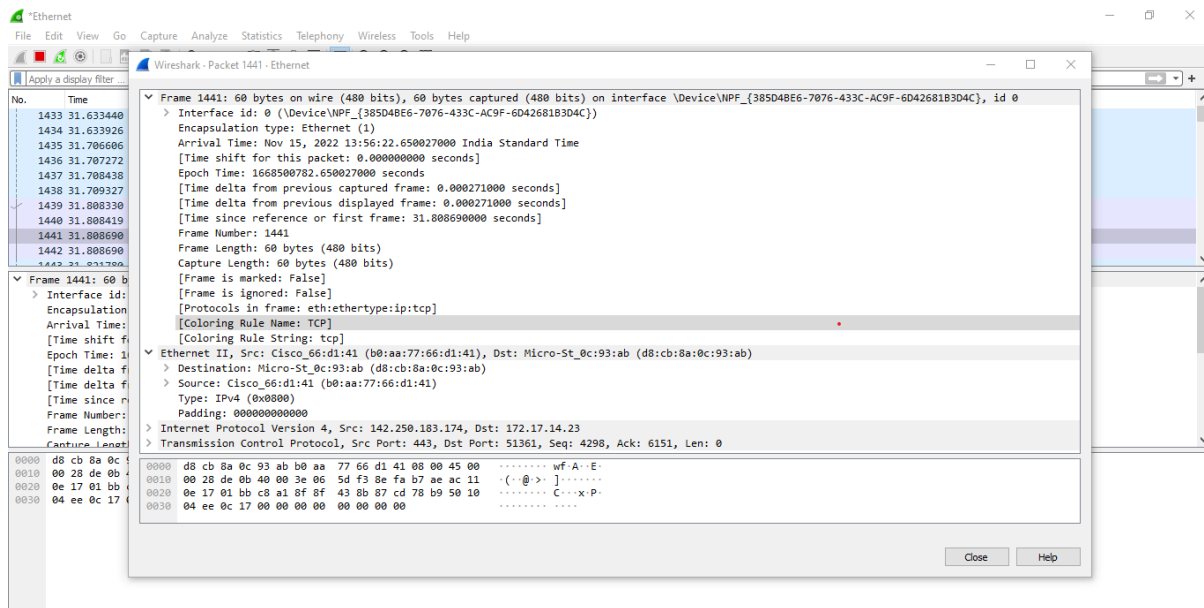 *Ethernet
File Edit View Go Capture Analyze Statistics Telephony Wireless Tools Help
Apply a display filter ...
No. Time
1433 31.633440
1434 31.633926
1435 31.706606
1436 31.707272
1437 31.708438
1438 31.709327
1439 31.808330
1440 31.808419
1441 31.808690
1442 31.808690
1443 31.821780
Frame 1441: 60 b
Interface id:
Encapsulation
Arrival Time:
[Time shift f
Epoch Time: 1
[Time delta f
[Time delta f
[Time since r
Frame Number:
Frame Length:
Capture Lengt
0000 d8 cb 8a 0c 9
0010 00 28 de 0b 4
0020 0e 17 01 bb
0030 04 ee 0c 17 0
Wireshark · Packet 1441 · Ethernet
Frame 1441: 60 bytes on wire (480 bits), 60 bytes captured (480 bits) on interface \Device\NPF_{385D4BE6-7076-433C-AC9F-6D42681B3D4C}, id 0
Interface id: 0 (\Device\NPF_{385D4BE6-7076-433C-AC9F-6D42681B3D4C})
Encapsulation type: Ethernet (1)
Arrival Time: Nov 15, 2022 13:56:22.650027000 India Standard Time
[Time shift for this packet: 0.000000000 seconds]
Epoch Time: 1668500782.650027000 seconds
[Time delta from previous captured frame: 0.000271000 seconds]
[Time delta from previous displayed frame: 0.000271000 seconds]
[Time since reference or first frame: 31.808690000 seconds]
Frame Number: 1441
Frame Length: 60 bytes (480 bits)
Capture Length: 60 bytes (480 bits)
[Frame is marked: False]
[Frame is ignored: False]
[Protocols in frame: eth:ethertype:ip:tcp]
[Coloring Rule Name: TCP]
[Coloring Rule String: tcp]
Ethernet II, Src: Cisco_66:d1:41 (b0:aa:77:66:d1:41), Dst: Micro-St_0c:93:ab (d8:cb:8a:0c:93:ab)
Destination: Micro-St_0c:93:ab (d8:cb:8a:0c:93:ab)
Source: Cisco_66:d1:41 (b0:aa:77:66:d1:41)
Type: IPv4 (0x0800)
Padding: 000000000000
Internet Protocol Version 4, Src: 142.250.183.174, Dst: 172.17.14.23
Transmission Control Protocol, Src Port: 443, Dst Port: 51361, Seq: 4298, Ack: 6151, Len: 0
0000 d8 cb 8a 0c 93 ab b0 aa 77 66 d1 41 08 00 45 00 ········ wf·A··E·
0010 00 28 de 0b 40 00 3e 06 5d f3 8e fa b7 ae ac 11 ·(··@·>· ]·······
0020 0e 17 01 bb c8 a1 8f 8f 43 8b 87 cd 78 b9 50 10 ········ C···x·P·
0030 04 ee 0c 17 00 00 00 00 00 00 00 00 ········ ····
Close Help